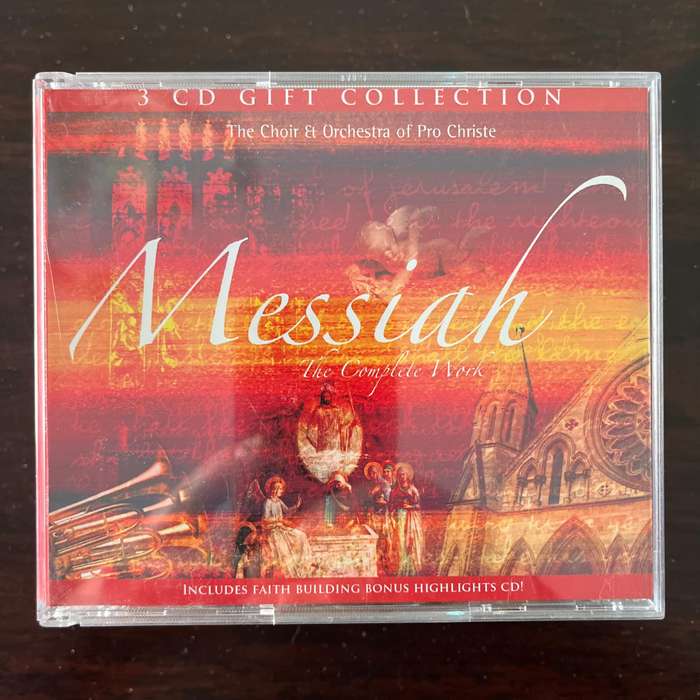 3 CD GIFT COLLECTION
The Choir & Orchestra of Pro Christe
Messiah
The Complete Work
INCLUDES FAITH BUILDING BONUS HIGHLIGHTS CD!